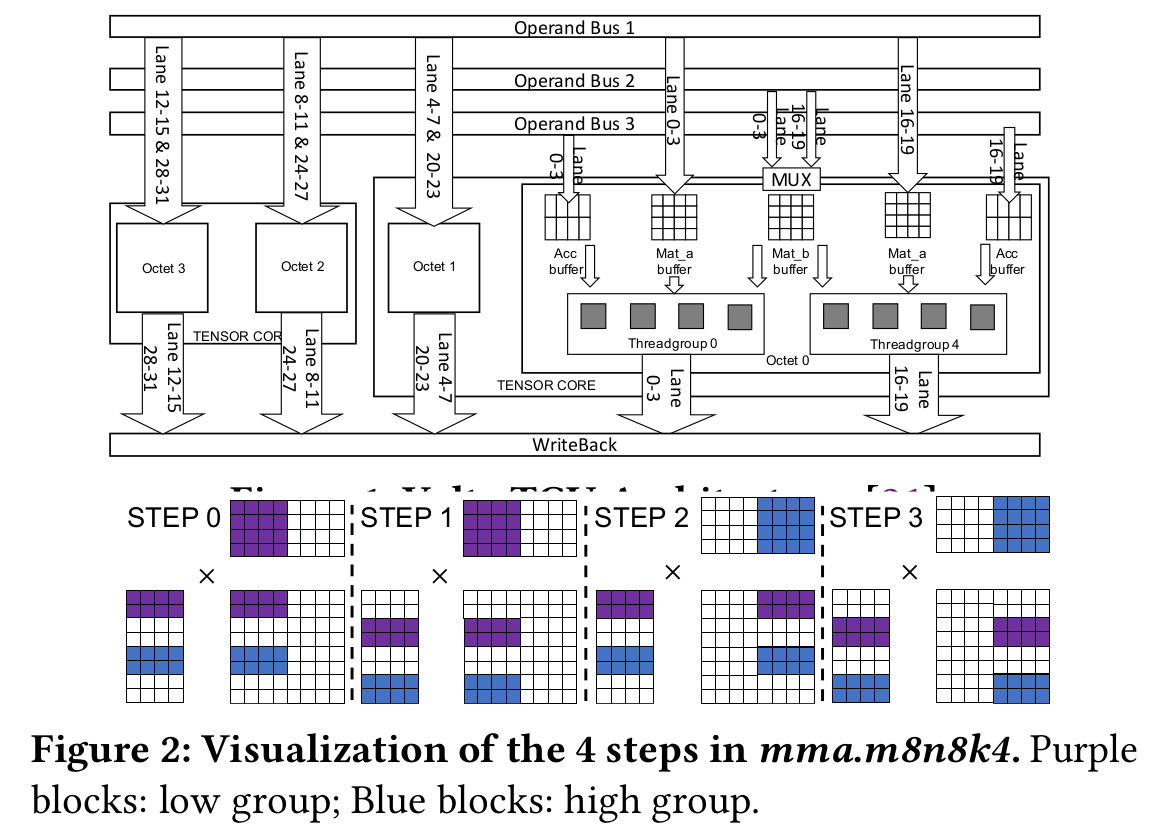 Operand Bus 1
Operand Bus 2
Operand Bus 3
Lane 12-15 & 28-31
Lane 8-11 & 24-27
Lane 4-7 & 20-23
Lane 0-3
Lane 0-3
Lane 0-3
Lane 16-19
Lane 16-19
Lane 16-19
MUX
Octet 3
Octet 2
Octet 1
Acc buffer
Mat_a buffer
Mat_b buffer
Mat_a buffer
Acc buffer
Threadgroup 0
Threadgroup 4
Octet 0
TENSOR COR
TENSOR CORE
Lane 12-15
28-31
Lane 8-11
24-27
Lane 4-7
20-23
Lane 0-3
Lane 16-19
WriteBack
STEP 0
STEP 1
STEP 2
STEP 3
×
×
×
×
Figure 2: Visualization of the 4 steps in mma.m8n8k4. Purple
blocks: low group; Blue blocks: high group.